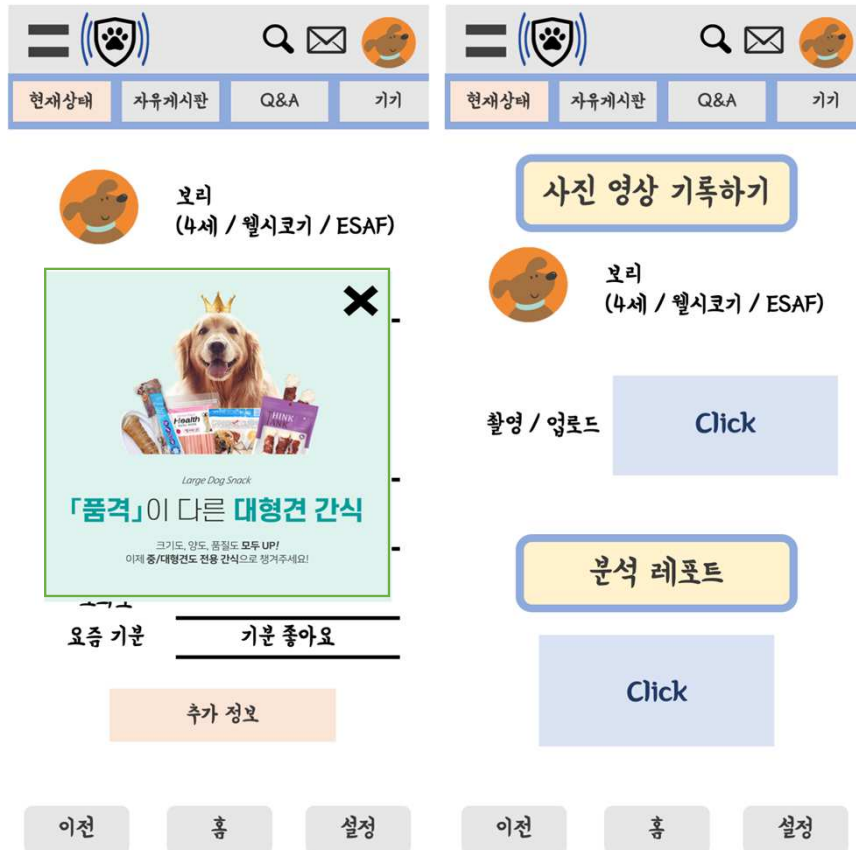 현재상태 자유게시판 Q&A 기기
보리
(4세 / 웰시코기 / ESAF)
Health
THINK
TANK
Large Dog Snack
「품격」이 다른 대형견 간식
크기도, 양도, 품질도 모두 UP!
이제 중/대형견도 전용 간식으로 챙겨주세요!
요즘 기분 기분 좋아요
추가 정보
이전 홈 설정
현재상태 자유게시판 Q&A 기기
사진 영상 기록하기
보리
(4세 / 웰시코기 / ESAF)
촬영 / 업로드 Click
분석 레포트
Click
이전 홈 설정